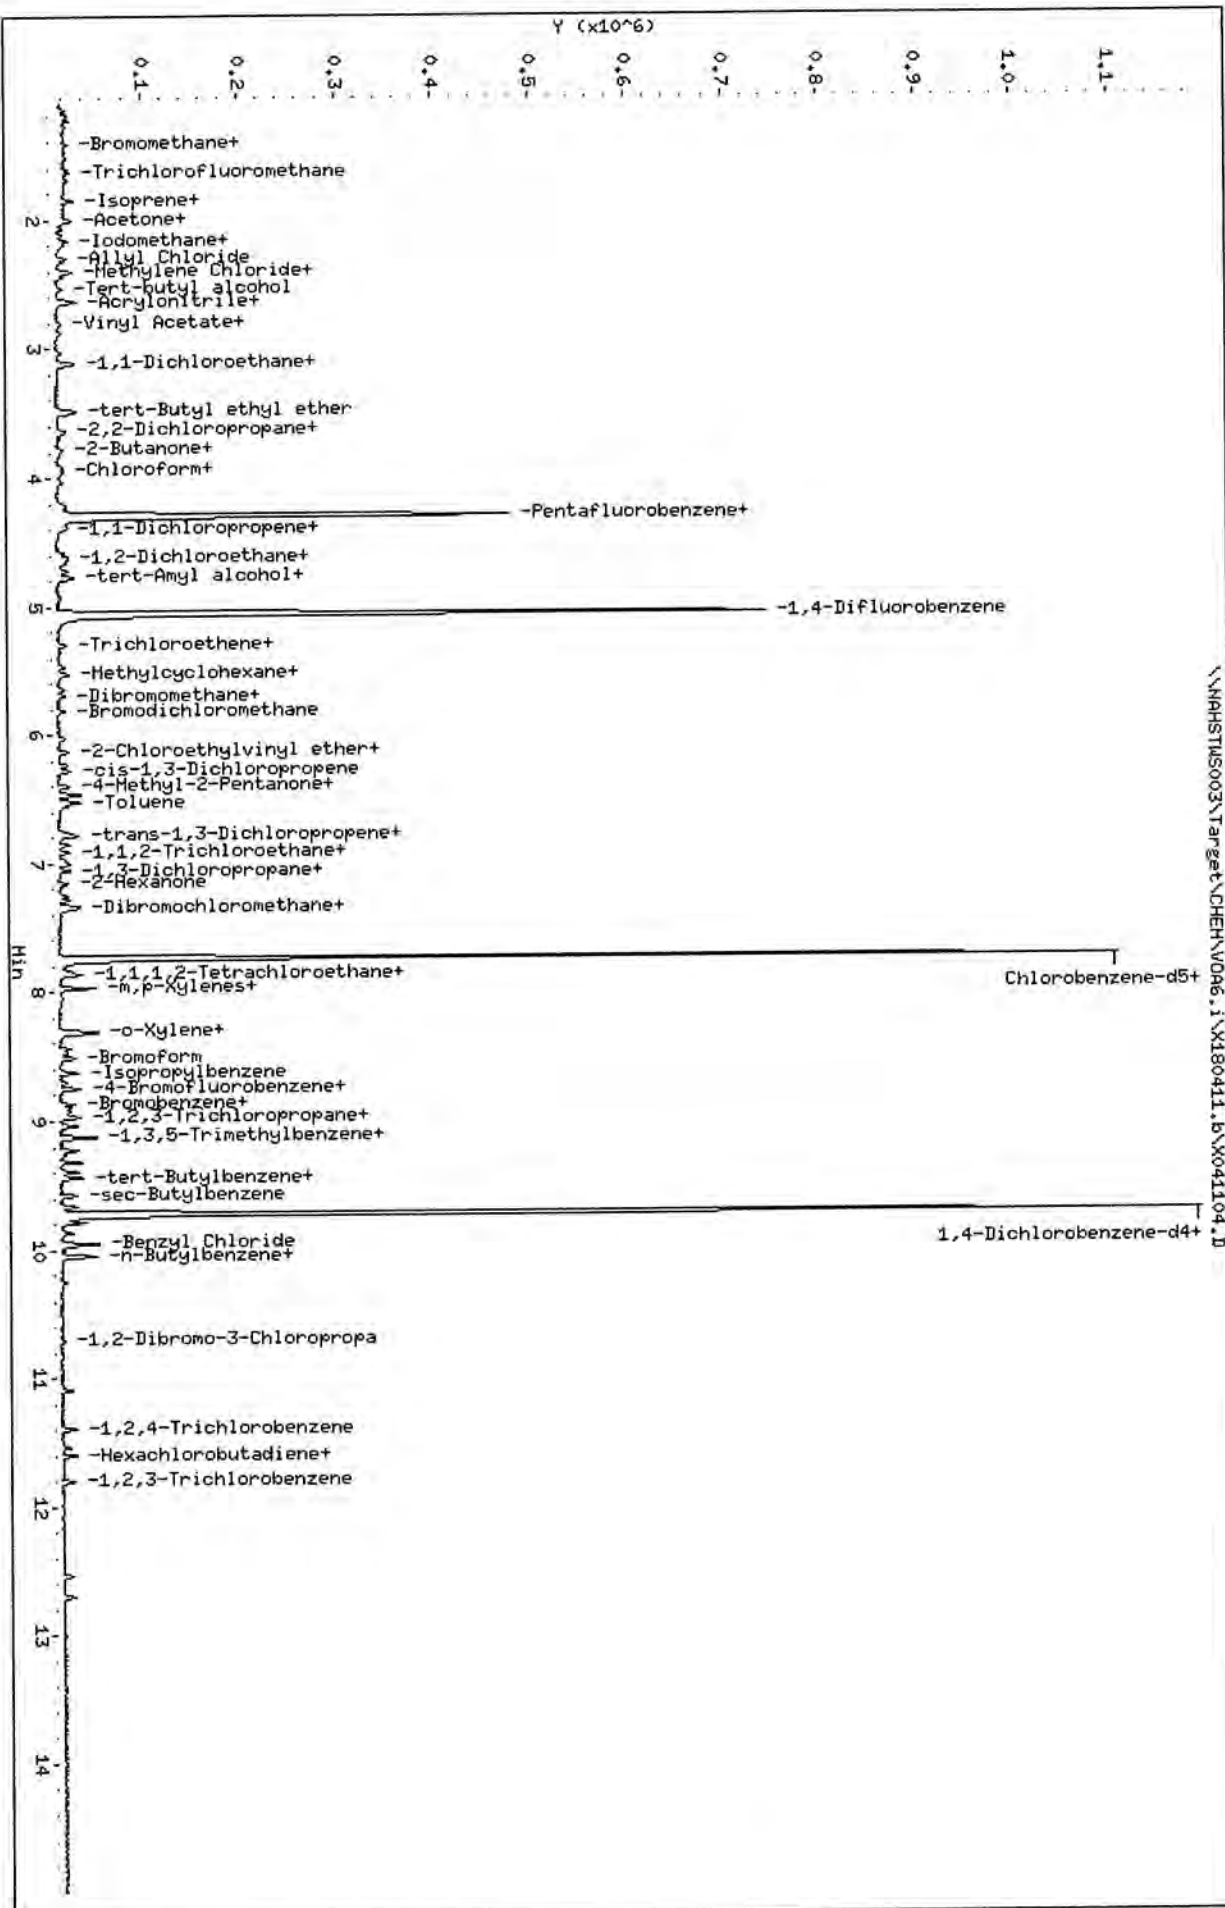 Y (x10^6)
0.1-
0.2-
0.3-
0.4-
0.5-
0.6-
0.7-
0.8-
0.9-
1.0-
1.1-
\\NAHSTWS003\Target\CHEM\VOA6.i\X180411.b\X041104.D
-Bromomethane+
-Trichlorofluoromethane
-Isoprene+
2-
-Acetone+
-Iodomethane+
-Allyl Chloride
-Methylene Chloride+
-Tert-butyl alcohol
-Acrylonitrile+
-Vinyl Acetate+
3-
-1,1-Dichloroethane+
-tert-Butyl ethyl ether
-2,2-Dichloropropane+
-2-Butanone+
-Chloroform+
4-
-Pentafluorobenzene+
-1,1-Dichloropropene+
-1,2-Dichloroethane+
-tert-Amyl alcohol+
5-
-1,4-Difluorobenzene
-Trichloroethene+
-Methylcyclohexane+
-Dibromomethane+
-Bromodichloromethane
6-
-2-Chloroethylvinyl ether+
-cis-1,3-Dichloropropene
-4-Methyl-2-Pentanone+
-Toluene
-trans-1,3-Dichloropropene+
-1,1,2-Trichloroethane+
7-
-1,3-Dichloropropane+
-2-Hexanone
-Dibromochloromethane+
Min
Chlorobenzene-d5+
-1,1,1,2-Tetrachloroethane+
-m,p-Xylenes+
8-
-o-Xylene+
-Bromoform
-Isopropylbenzene
-4-Bromofluorobenzene+
-Bromobenzene+
-1,2,3-Trichloropropane+
9-
-1,3,5-Trimethylbenzene+
-tert-Butylbenzene+
-sec-Butylbenzene
1,4-Dichlorobenzene-d4+
-Benzyl Chloride
-n-Butylbenzene+
10
-1,2-Dibromo-3-Chloropropa
11
-1,2,4-Trichlorobenzene
-Hexachlorobutadiene+
-1,2,3-Trichlorobenzene
12
13
14